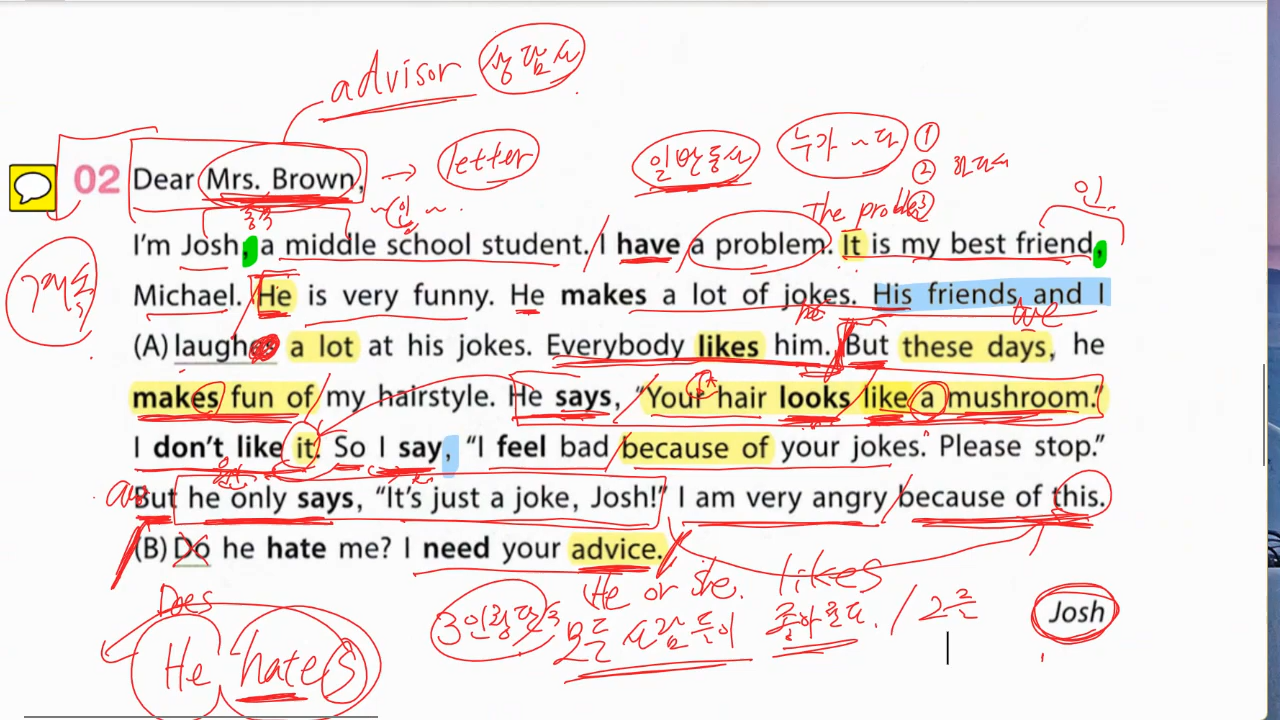 advisor 상담사
02 Dear Mrs. Brown, → letter
일반동사 누가 ~다 ①
②
The problem ③
I'm Josh, a middle school student. I have a problem. It is my best friend,
Michael. He is very funny. He makes a lot of jokes. His friends and I
he we
(A) laughes a lot at his jokes. Everybody likes him. But these days, he
makes fun of my hairstyle. He says, “Your hair looks like a mushroom.”
I don't like it. So I say, “I feel bad because of your jokes. Please stop.”
But he only says, “It's just a joke, Josh!” I am very angry because of this.
(B) Do he hate me? I need your advice.
Does He or she. likes
3인칭단수 모든 사람들이 좋아한다. /
Josh
He hates